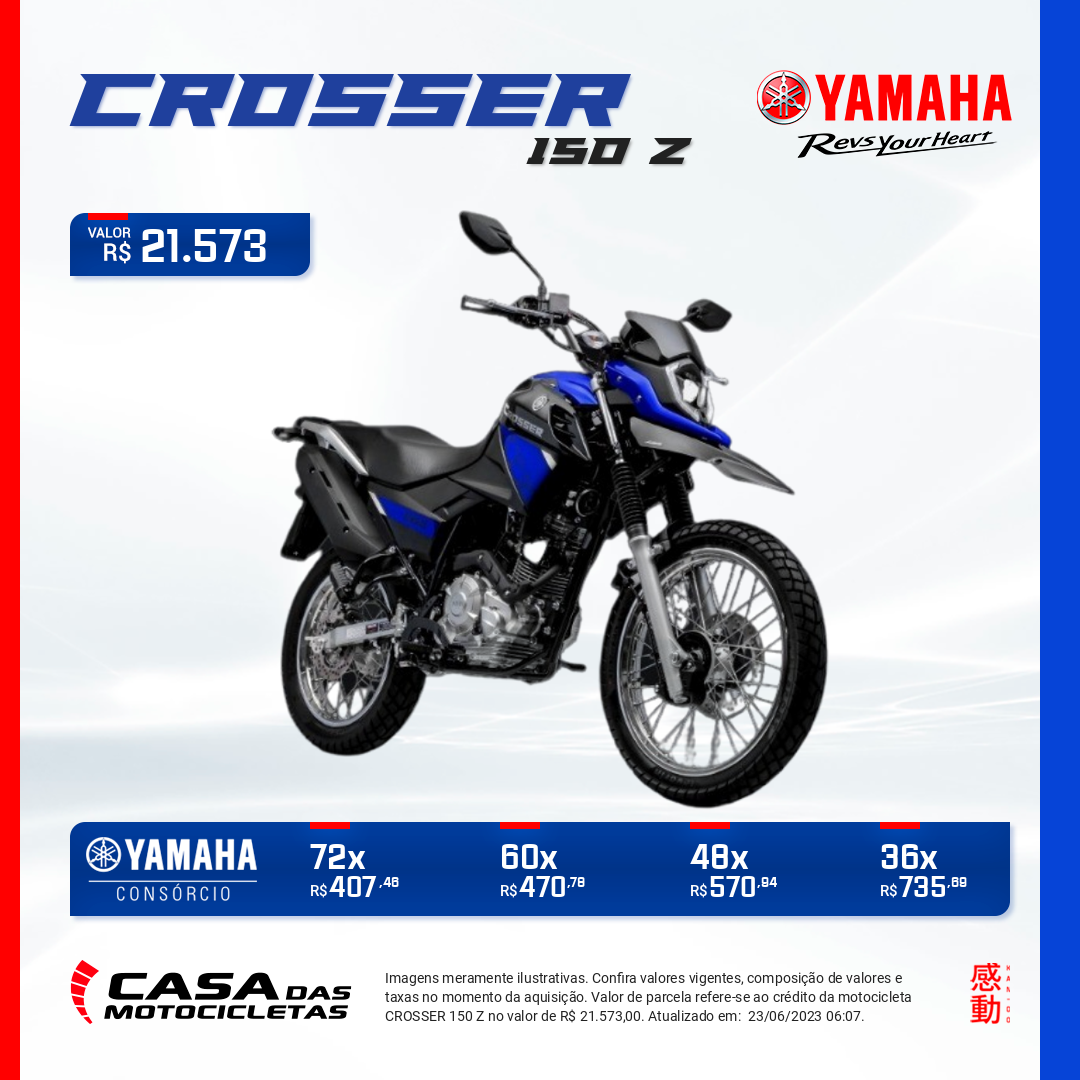 CROSSER
150 Z
YAMAHA
Revs Your Heart
VALOR
R$ 21.573
CROSSER
YAMAHA
CONSÓRCIO
72x
R$ 407,46
60x
R$ 470,79
48x
R$ 570,94
36x
R$ 735,69
CASA DAS
MOTOCICLETAS
Imagens meramente ilustrativas. Confira valores vigentes, composição de valores e
taxas no momento da aquisição. Valor de parcela refere-se ao crédito da motocicleta
CROSSER 150 Z no valor de R$ 21.573,00. Atualizado em:  23/06/2023 06:07.
感動